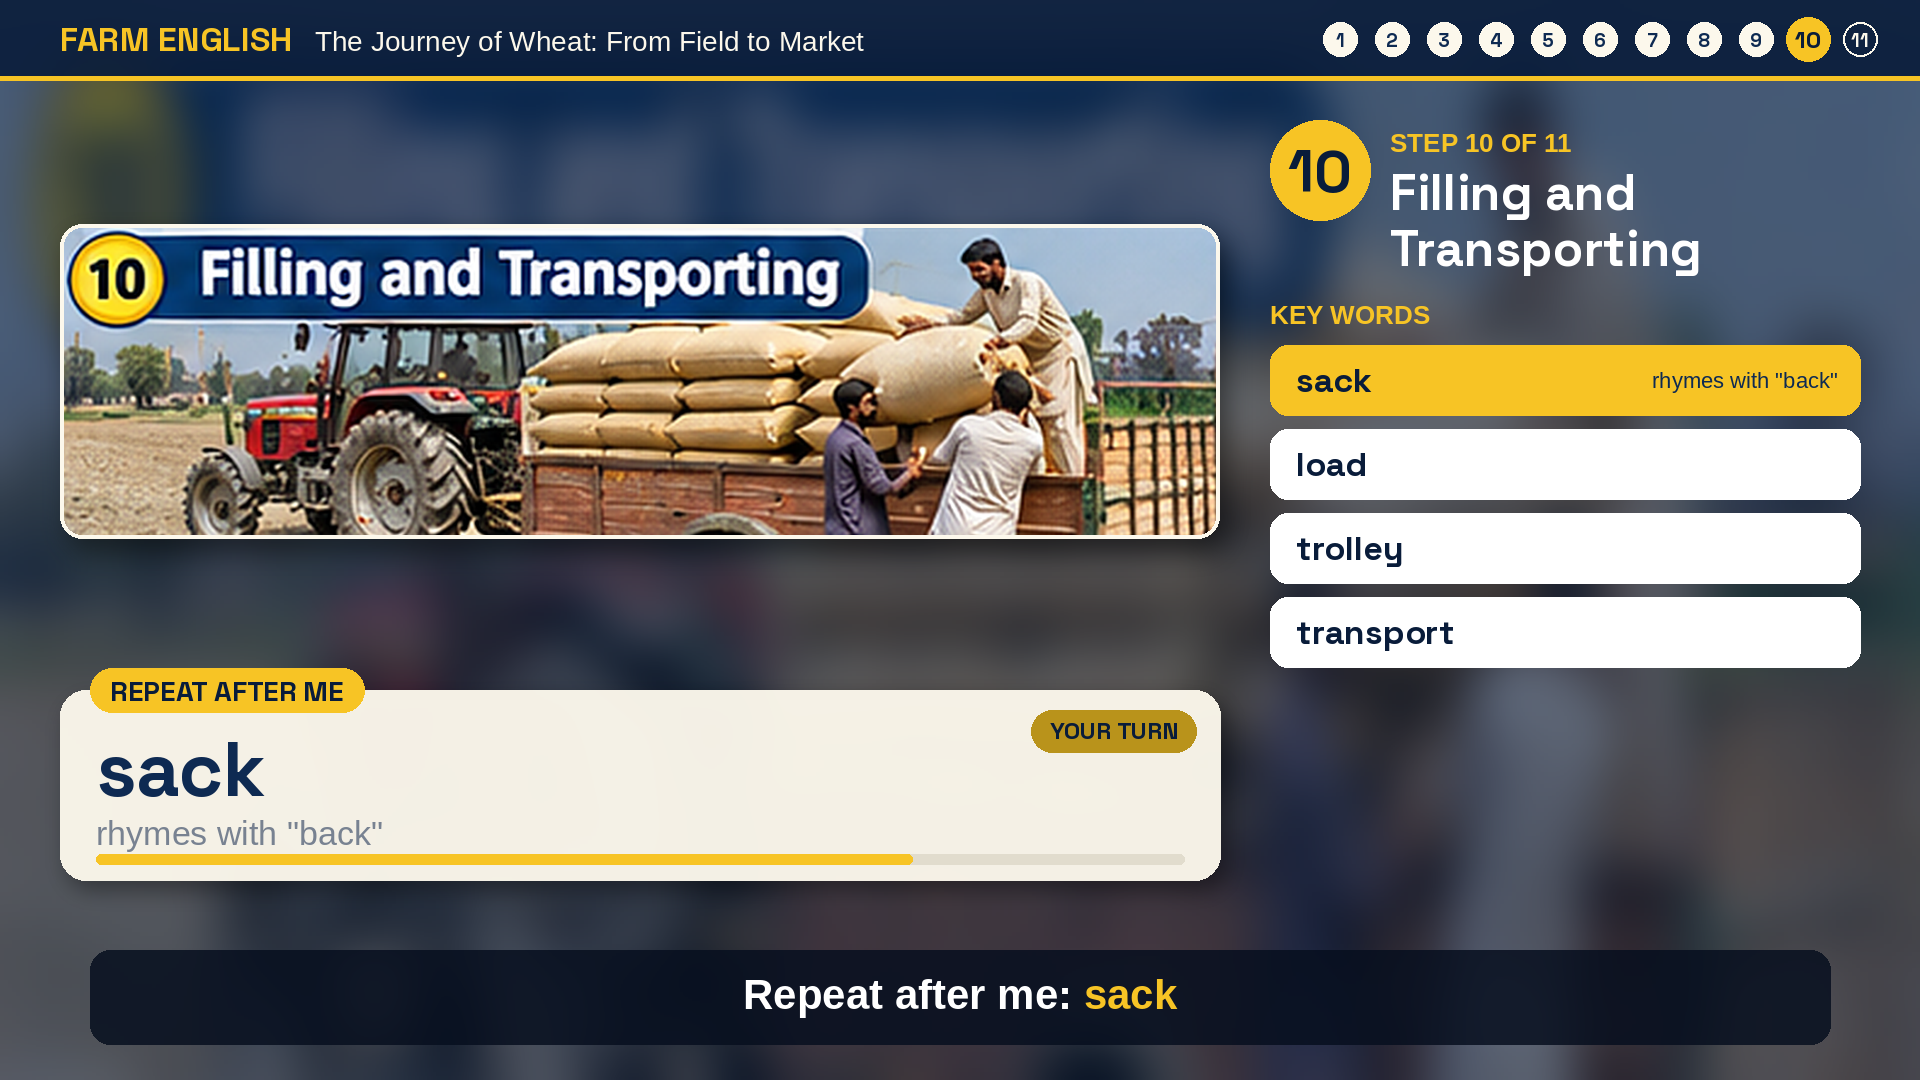 FARM ENGLISH The Journey of Wheat: From Field to Market 1 2 3 4 5 6 7 8 9 10 11
10 Filling and Transporting
10 STEP 10 OF 11
Filling and
Transporting
KEY WORDS
sack rhymes with "back"
load
trolley
transport
REPEAT AFTER ME
YOUR TURN
sack
rhymes with "back"
Repeat after me: sack